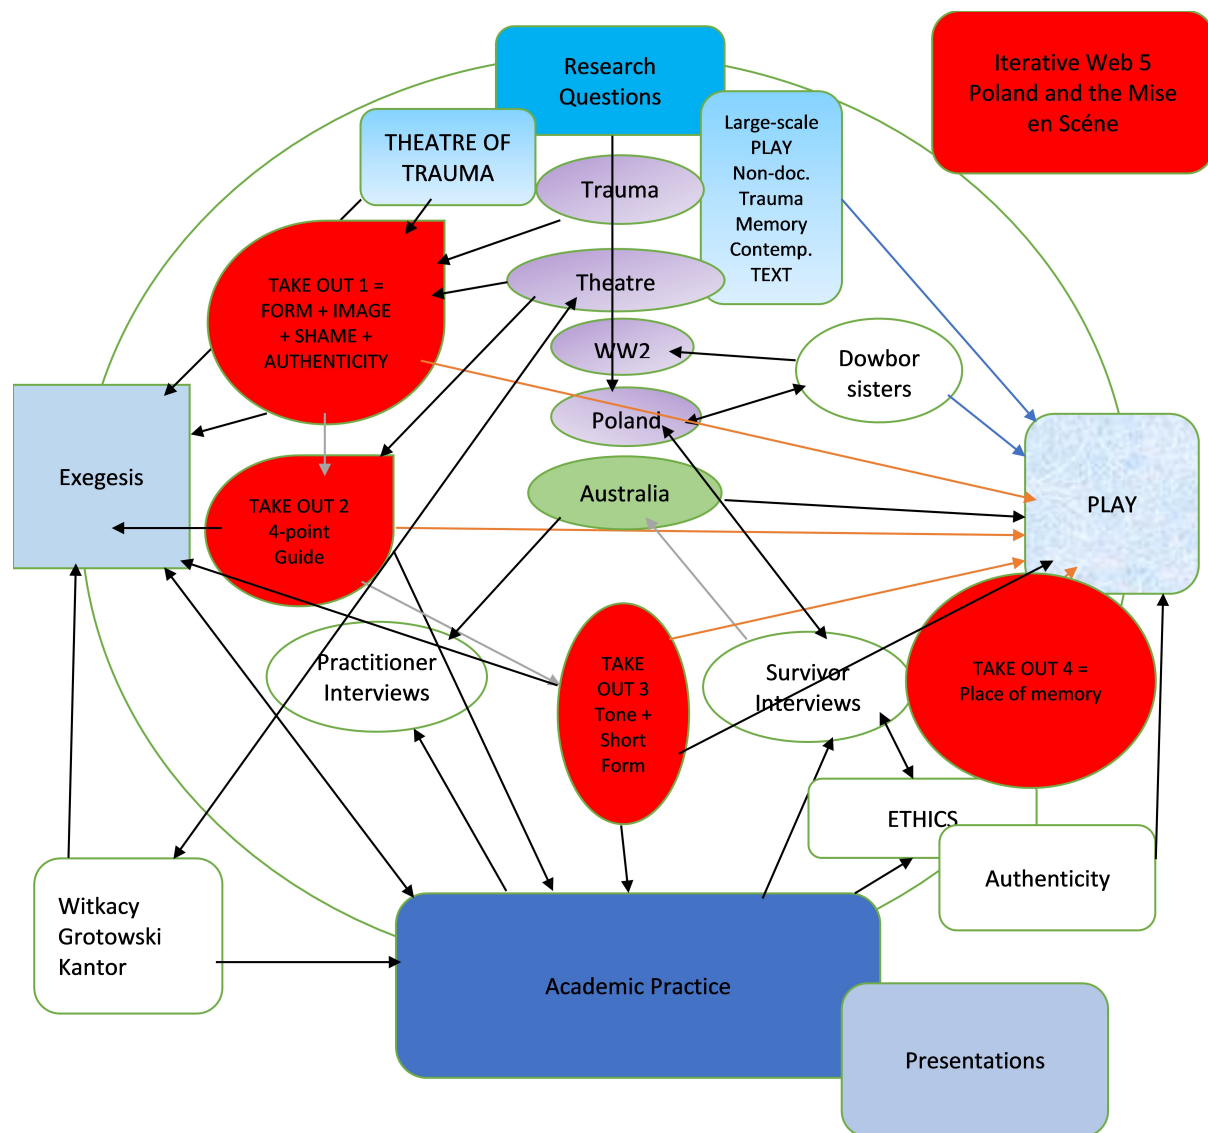 Research
Questions
Iterative Web 5
Poland and the Mise
en Scéne
THEATRE OF
TRAUMA
Large-scale
PLAY
Non-doc.
Trauma
Memory
Contemp.
TEXT
Trauma
TAKE OUT 1 =
FORM + IMAGE
+ SHAME +
AUTHENTICITY
Theatre
WW2
Dowbor
sisters
Poland
Exegesis
Australia
PLAY
TAKE OUT 2
4-point
Guide
Practitioner
Interviews
TAKE
OUT 3
Tone +
Short
Form
Survivor
Interviews
TAKE OUT 4 =
Place of memory
ETHICS
Authenticity
Witkacy
Grotowski
Kantor
Academic Practice
Presentations